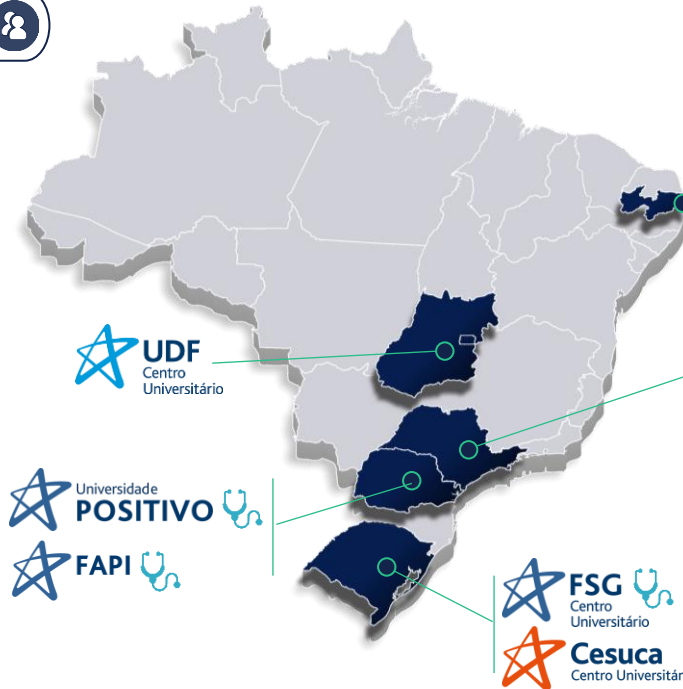 UDF
Centro
Universitário
Universidade
POSITIVO
FAPI
FSG
Centro
Universitário
Cesuca
Centro Universitár